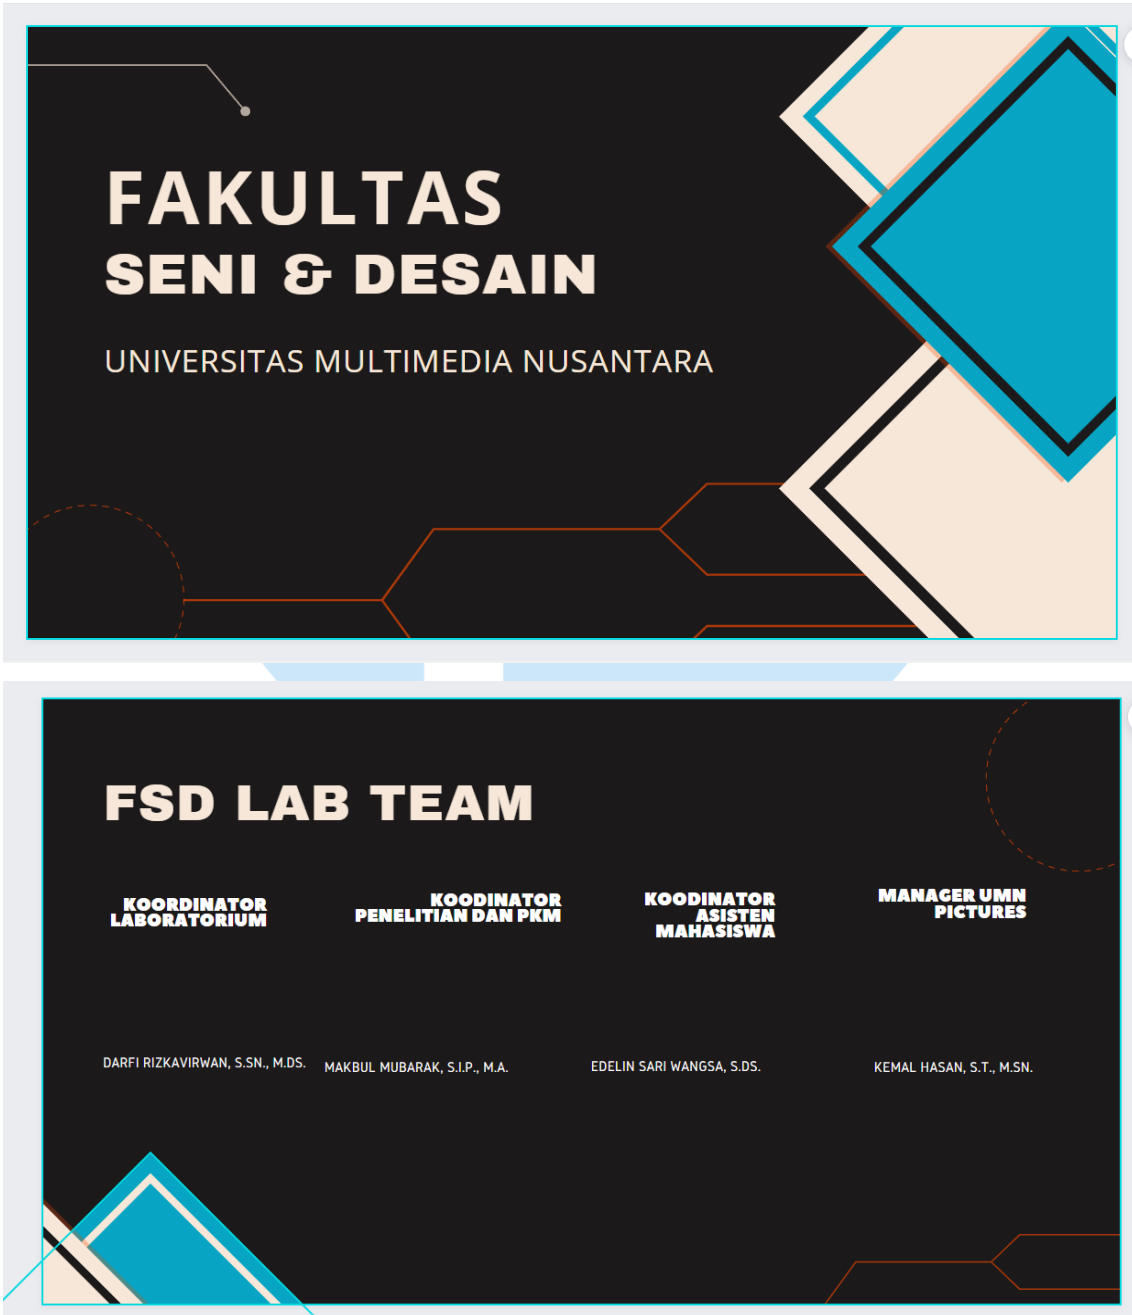 FAKULTAS
SENI & DESAIN
UNIVERSITAS MULTIMEDIA NUSANTARA
FSD LAB TEAM
KOORDINATOR
LABORATORIUM
KOODINATOR
PENELITIAN DAN PKM
KOODINATOR
ASISTEN
MAHASISWA
MANAGER UMN
PICTURES
DARFI RIZKAVIRWAN, S.SN., M.DS.
MAKBUL MUBARAK, S.I.P., M.A.
EDELIN SARI WANGSA, S.DS.
KEMAL HASAN, S.T., M.SN.